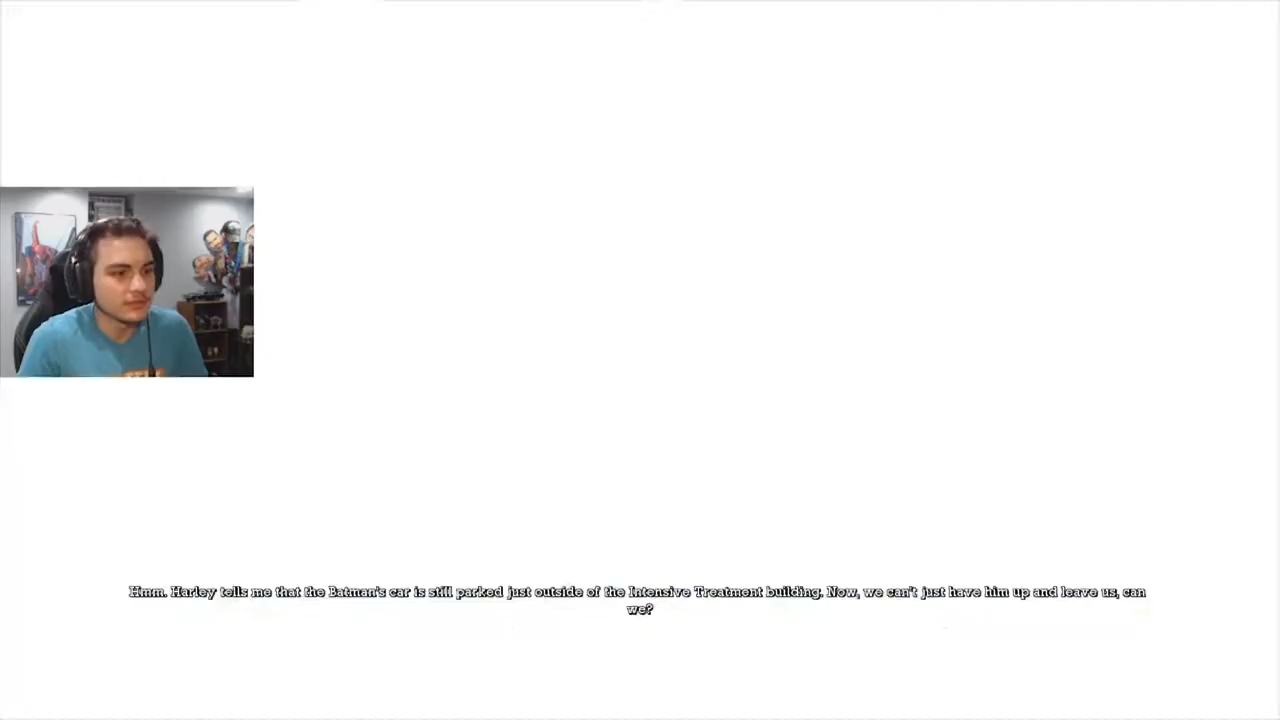 Hmm. Harley tells me that the Batman's car is still parked just outside of the Intensive Treatment building. Now, we can't just have him up and leave us, can
we?